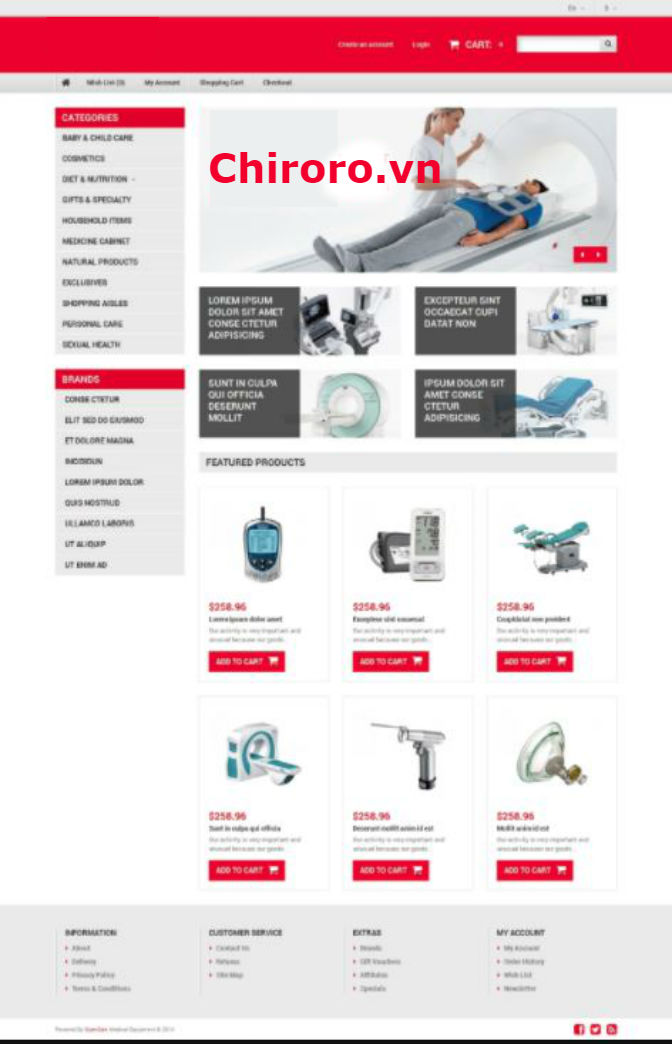 En
$
Create an account
Login
CART: 0
Wish List (0)
My Account
Shopping Cart
Checkout
CATEGORIES
BABY & CHILD CARE
COSMETICS
DIET & NUTRITION
GIFTS & SPECIALTY
HOUSEHOLD ITEMS
MEDICINE CABINET
NATURAL PRODUCTS
EXCLUSIVES
SHOPPING AISLES
PERSONAL CARE
SEXUAL HEALTH
BRANDS
CONSE CTETUR
ELIT SED DO EIUSMOD
ET DOLORE MAGNA
INCIDIDUN
LOREM IPSUM DOLOR
QUIS NOSTRUD
ULLAMCO LABORIS
UT ALIQUIP
UT ENIM AD
Chiroro.vn
LOREM IPSUM
DOLOR SIT AMET
CONSE CTETUR
ADIPISICING
EXCEPTEUR SINT
OCCAECAT CUPI
DATAT NON
SUNT IN CULPA
QUI OFFICIA
DESERUNT
MOLLIT
IPSUM DOLOR SIT
AMET CONSE
CTETUR
ADIPISICING
FEATURED PRODUCTS
$258.96
Lorem ipsum dolor amet
Our activity is very important and
unusual because our goods
ADD TO CART
$258.96
Excepteur sint occaecat
Our activity is very important and
unusual because our goods
ADD TO CART
$258.96
Cuupidatat non proident
Our activity is very important and
unusual because our goods
ADD TO CART
$258.96
Sunt in culpa qui officia
Our activity is very important and
unusual because our goods
ADD TO CART
$258.96
Deserunt mollit anim id est
Our activity is very important and
unusual because our goods
ADD TO CART
$258.96
Mollit anim id est
Our activity is very important and
unusual because our goods
ADD TO CART
INFORMATION
About
Delivery
Privacy Policy
Terms & Conditions
CUSTOMER SERVICE
Contact Us
Returns
Site Map
EXTRAS
Brands
Gift Vouchers
Affiliates
Specials
MY ACCOUNT
My Account
Order History
Wish List
Newsletter
Powered By OpenCart Medical Equipment © 2014